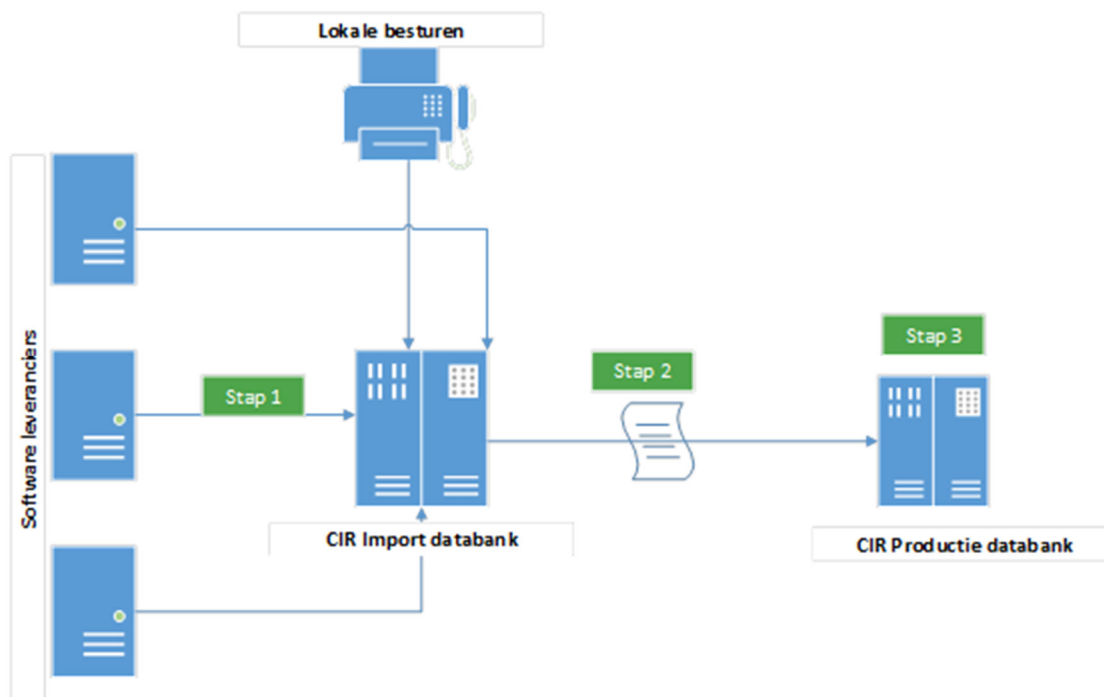 Lokale besturen
Software leveranciers
Stap 1
Stap 2
Stap 3
CIR Import databank
CIR Productie databank